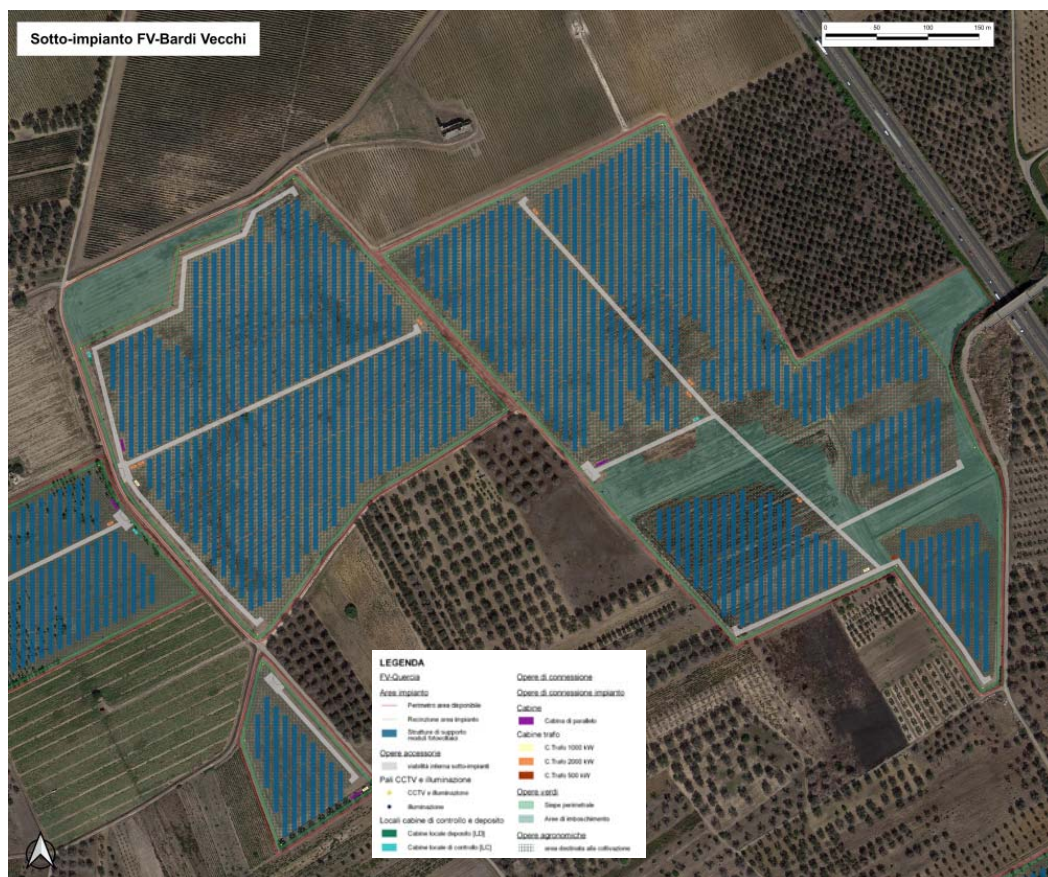 Sotto-impianto FV-Bardi Vecchi
0 50 100 150 m
LEGENDA
FV-Quercia
Area impianto
Perimetro area disponibile
Recinzione area impianto
Strutture di supporto
moduli fotovoltaici
Opere accessorie
viabilità interna sotto-impianti
Pali CCTV e illuminazione
CCTV e illuminazione
illuminazione
Locali cabine di controllo e deposito
Cabine locale deposito [LD]
Cabine locale di controllo [LC]
Opere di connessione
Opere di connessione impianto
Cabine
Cabina di parallelo
Cabine trafo
C.Trafo 1000 kW
C.Trafo 2000 kW
C.Trafo 500 kW
Opere verdi
Siepe perimetrale
Aree di imboschimento
Opere agronomiche
area destinata alla coltivazione